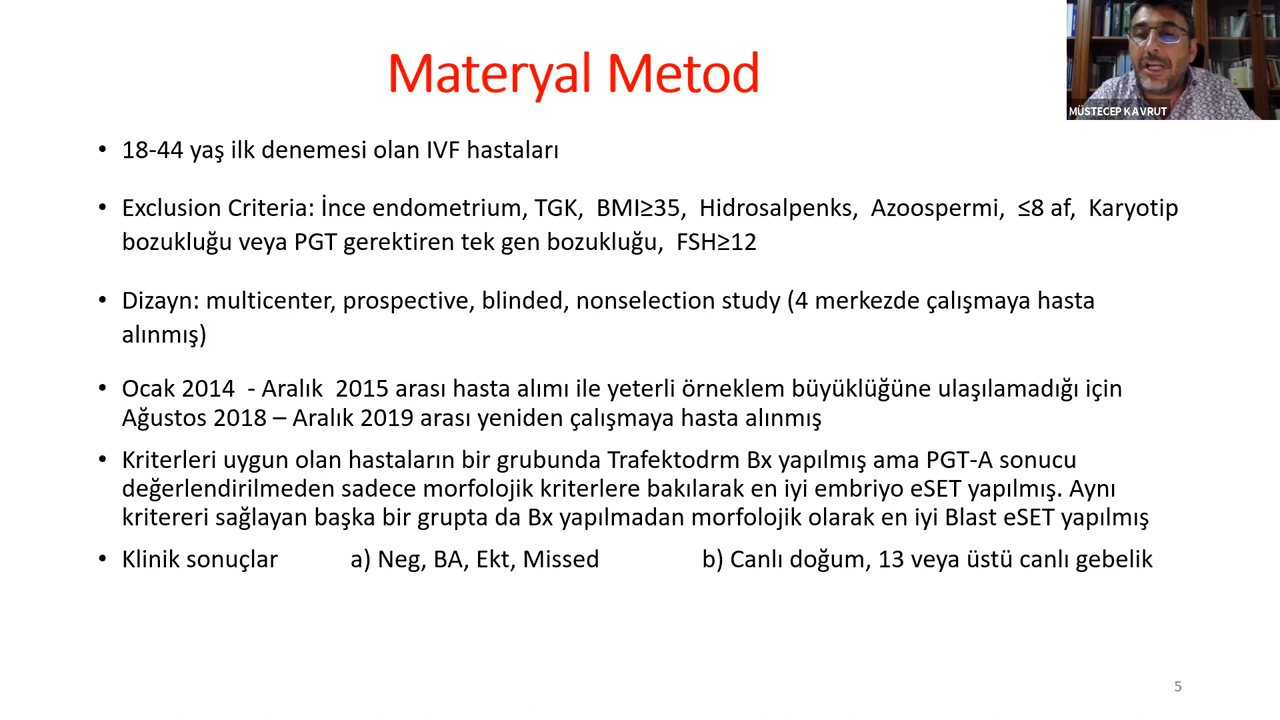 Materyal Metod
MÜSTECEP KAVRUT
• 18-44 yaş ilk denemesi olan IVF hastaları
• Exclusion Criteria: İnce endometrium, TGK, BMI≥35, Hidrosalpenks, Azoospermi, ≤8 af, Karyotip
bozukluğu veya PGT gerektiren tek gen bozukluğu, FSH≥12
• Dizayn: multicenter, prospective, blinded, nonselection study (4 merkezde çalışmaya hasta
alınmış)
• Ocak 2014 - Aralık 2015 arası hasta alımı ile yeterli örneklem büyüklüğüne ulaşılamadığı için
Ağustos 2018 – Aralık 2019 arası yeniden çalışmaya hasta alınmış
• Kriterleri uygun olan hastaların bir grubunda Trafektodrm Bx yapılmış ama PGT-A sonucu
değerlendirilmeden sadece morfolojik kriterlere bakılarak en iyi embriyo eSET yapılmış. Aynı
kritereri sağlayan başka bir grupta da Bx yapılmadan morfolojik olarak en iyi Blast eSET yapılmış
• Klinik sonuçlar a) Neg, BA, Ekt, Missed b) Canlı doğum, 13 veya üstü canlı gebelik
5